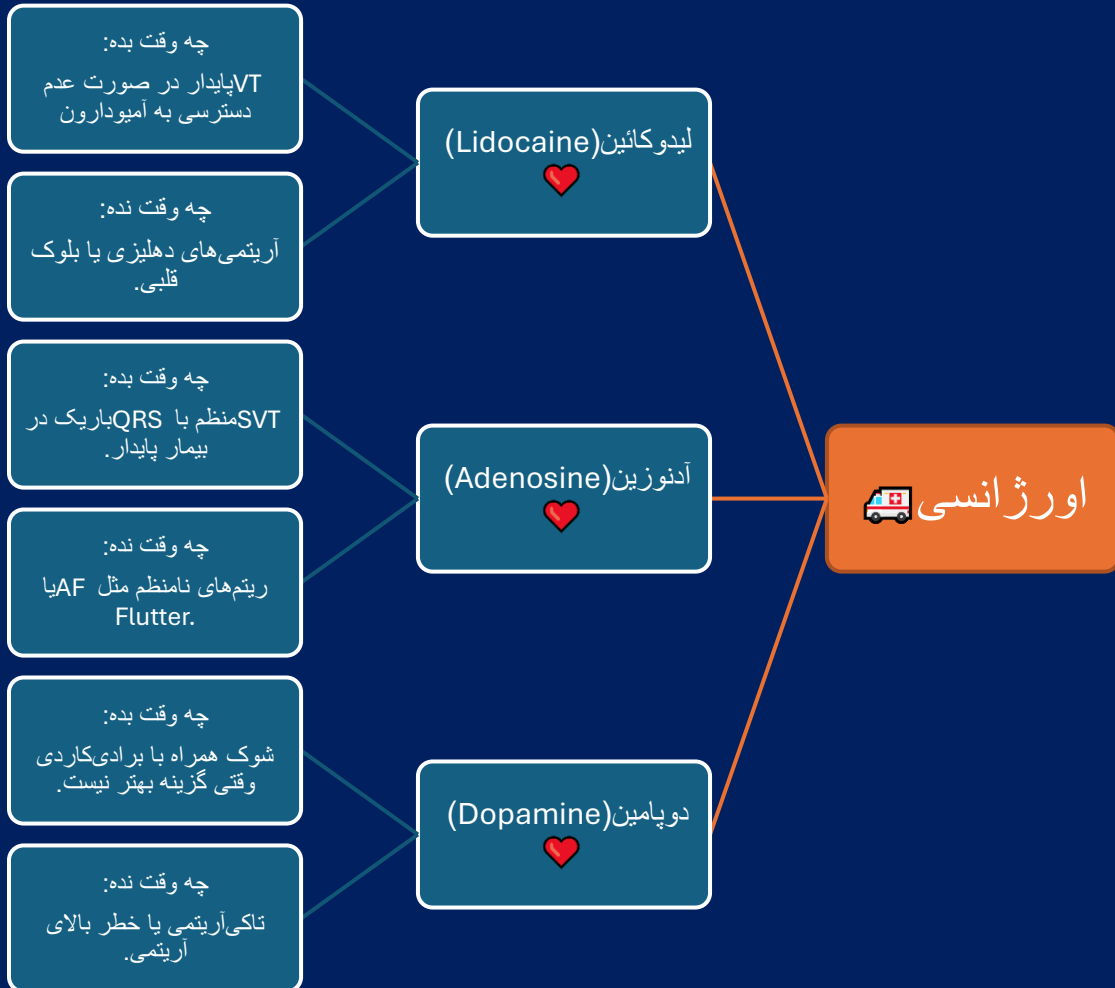 اورژانسی🚑
لیدوکائین(Lidocaine)
❤️
چه وقت بده:
VTپایدار در صورت عدم
دسترسی به آمیودارون
چه وقت نده:
آریتمی‌های دهلیزی یا بلوک
قلبی.
آدنوزین(Adenosine)
❤️
چه وقت بده:
SVTمنظم با QRSباریک در
بیمار پایدار.
چه وقت نده:
ریتم‌های نامنظم مثل AFیا
Flutter.
دوپامین(Dopamine)
❤️
چه وقت بده:
شوک همراه با برادی‌کاردی
وقتی گزینه بهتر نیست.
چه وقت نده:
تاکی‌آریتمی یا خطر بالای
آریتمی.